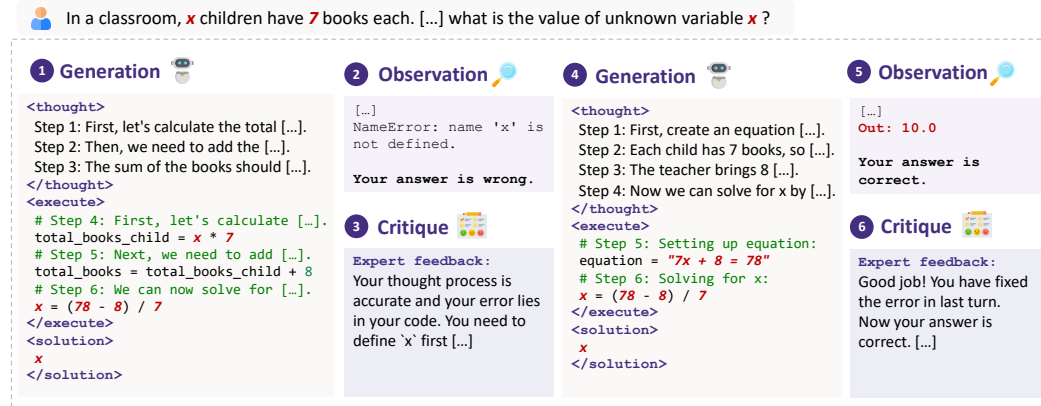 In a classroom, x children have 7 books each. […] what is the value of unknown variable x ?
1 Generation
<thought>
Step 1: First, let's calculate the total […].
Step 2: Then, we need to add the […].
Step 3: The sum of the books should […].
</thought>
<execute>
# Step 4: First, let's calculate […].
total_books_child = x * 7
# Step 5: Next, we need to add […].
total_books = total_books_child + 8
# Step 6: We can now solve for […].
x = (78 - 8) / 7
</execute>
<solution>
x
</solution>
2 Observation
[…]
NameError: name 'x' is
not defined.
Your answer is wrong.
3 Critique
Expert feedback:
Your thought process is
accurate and your error lies
in your code. You need to
define `x` first […]
4 Generation
<thought>
Step 1: First, create an equation […].
Step 2: Each child has 7 books, so […].
Step 3: The teacher brings 8 […].
Step 4: Now we can solve for x by […].
</thought>
<execute>
# Step 5: Setting up equation:
equation = "7x + 8 = 78"
# Step 6: Solving for x:
x = (78 - 8) / 7
</execute>
<solution>
x
</solution>
5 Observation
[…]
Out: 10.0
Your answer is
correct.
6 Critique
Expert feedback:
Good job! You have fixed
the error in last turn.
Now your answer is
correct. […]